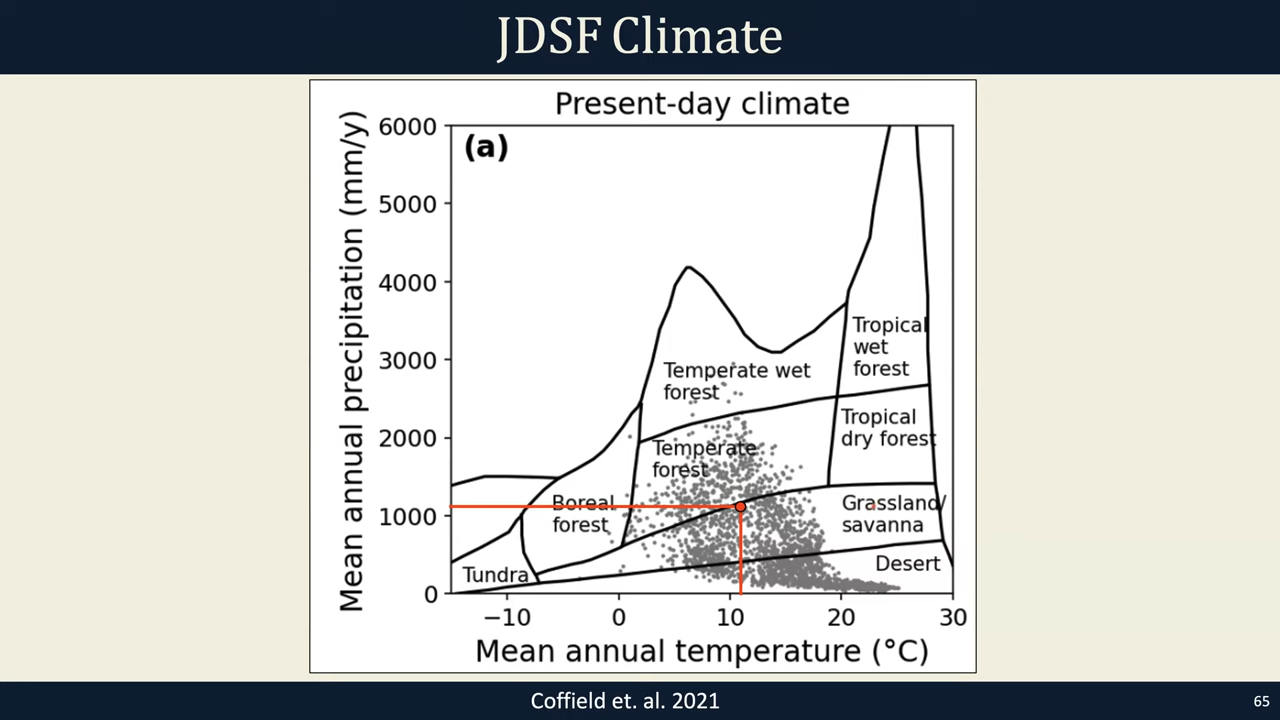 JDSF Climate
Present-day climate
(a)
Mean annual precipitation (mm/y)
6000
5000
4000
3000
2000
1000
0
Temperate wet
forest
Tropical
wet
forest
Tropical
dry forest
Temperate
forest
Boreal
forest
Grassland/
savanna
Tundra
Desert
−10
0
10
20
30
Mean annual temperature (°C)
Coffield et. al. 2021
65